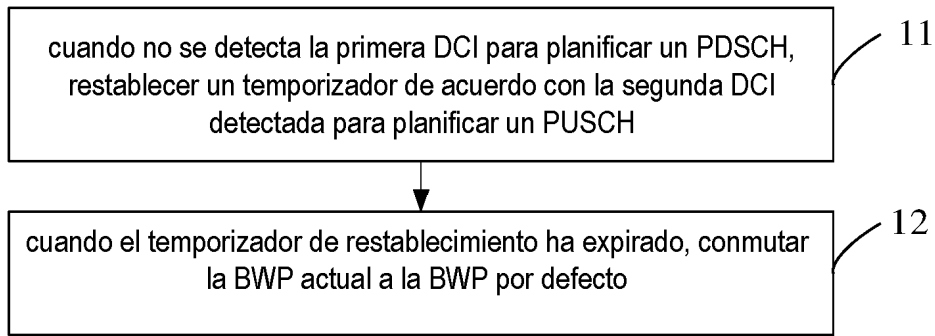 cuando no se detecta la primera DCI para planificar un PDSCH,
restablecer un temporizador de acuerdo con la segunda DCI
detectada para planificar un PUSCH
11
cuando el temporizador de restablecimiento ha expirado, conmutar
la BWP actual a la BWP por defecto
12